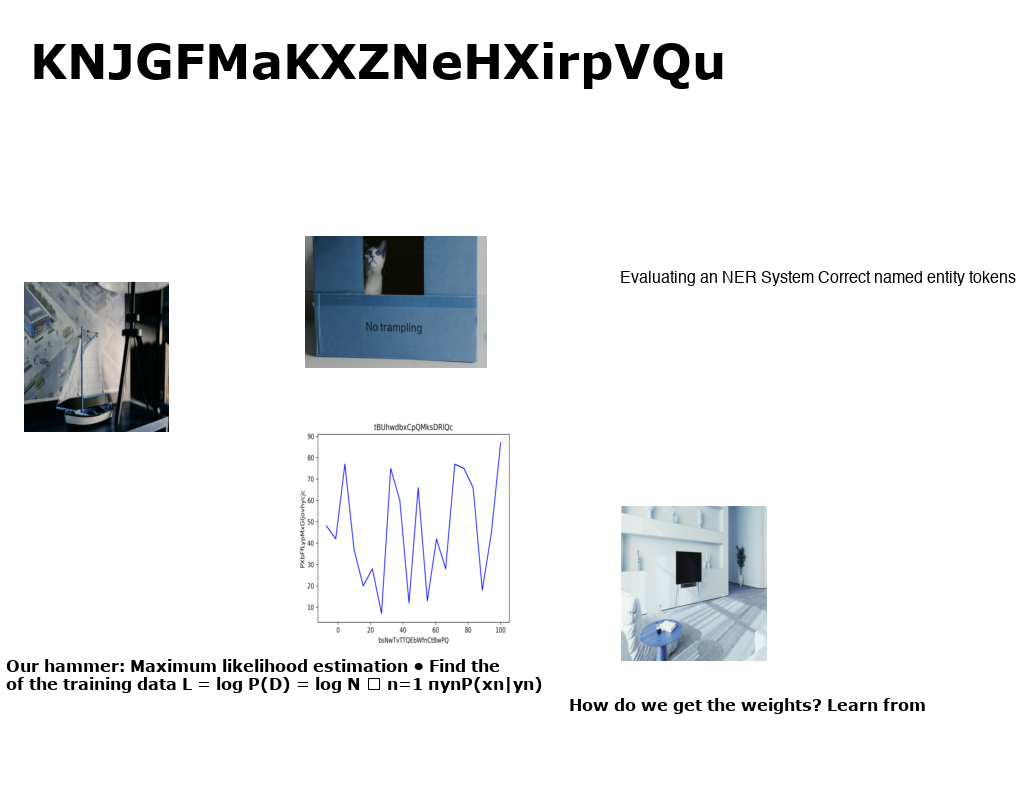 KNJGFMaKXZNeHXirpVQu
Evaluating an NER System Correct named entity tokens
No trampling
tBUhwdbxCpQMksDRIQc
90
80
70
60
50
40
30
20
10
0 20 40 60 80 100
bsNwTvTTQEbWfnCtBwPQ
Our hammer: Maximum likelihood estimation • Find the
of the training data L = log P(D) = log N □ n=1 πynP(xn|yn)
How do we get the weights? Learn from